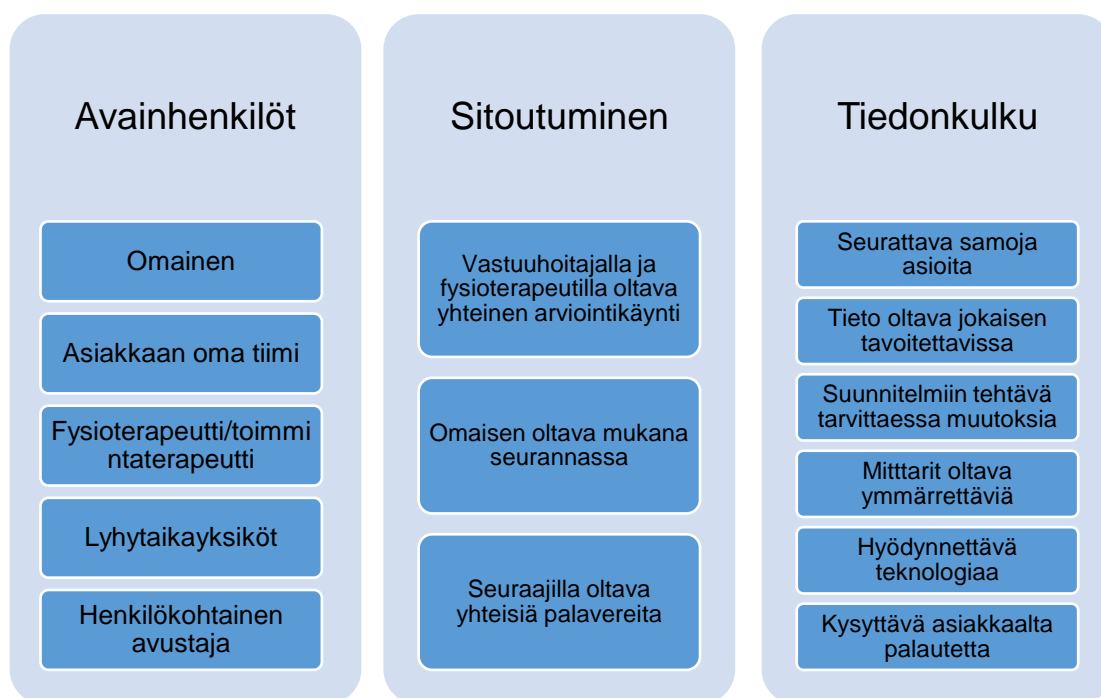 Avainhenkilöt
Omainen
Asiakkaan oma tiimi
Fysioterapeutti/toimmi
ntaterapeutti
Lyhytaikayksiköt
Henkilökohtainen
avustaja
Sitoutuminen
Vastuuhoitajalla ja
fysioterapeutilla oltava
yhteinen arviointikäynti
Omaisen oltava mukana
seurannassa
Seuraajilla oltava
yhteisiä palavereita
Tiedonkulku
Seurattava samoja
asioita
Tieto oltava jokaisen
tavoitettavissa
Suunnitelmiin tehtävä
tarvittaessa muutoksia
Mitttarit oltava
ymmärrettäviä
Hyödynnettävä
teknologiaa
Kysyttävä asiakkaalta
palautetta